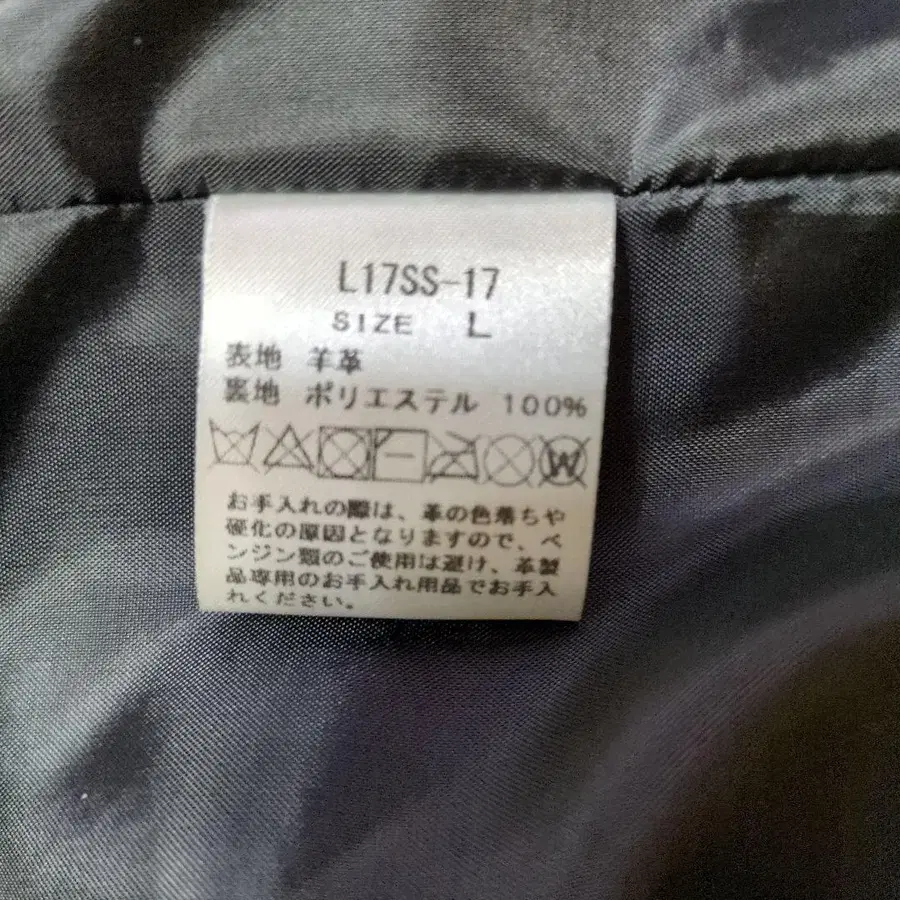 L17SS-17
SIZE L
表地 羊革
裏地 ポリエステル 100%
W
お手入れの際は、革の色落ちや
硬化の原因となりますので、ベ
ンジン類のご使用は避け、革製
品専用のお手入れ用品でお手入
れください。